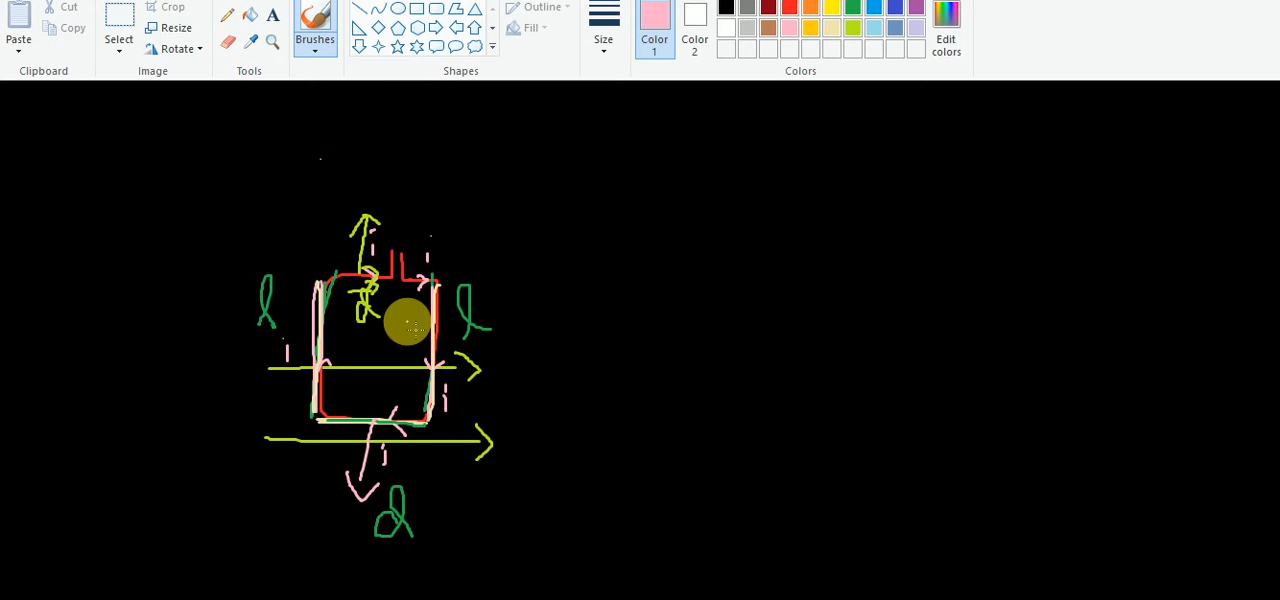 Cut
Copy
Paste
Clipboard
Crop
Resize
Rotate
Select
Image
A
Tools
Brushes
Shapes
Outline
Fill
Size
Color 1
Color 2
Edit colors
Colors
i
i
l
l
i
i
i
d